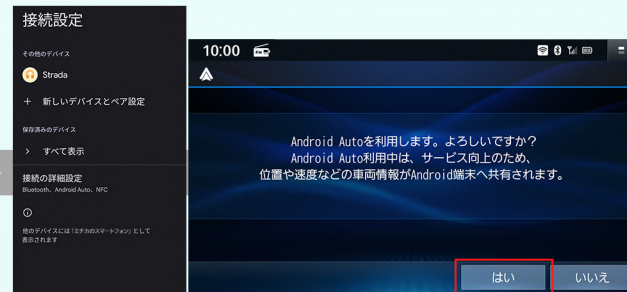 接続設定
その他のデバイス
Strada
+ 新しいデバイスとペア設定
保存済みのデバイス
> すべて表示
接続の詳細設定
Bluetooth、Android Auto、NFC
他のデバイスには「ミチカのスマートフォン」として
表示されます
10:00
Android Autoを利用します。よろしいですか?
Android Auto利用中は、サービス向上のため、
位置や速度などの車両情報がAndroid端末へ共有されます。
はい
いいえ